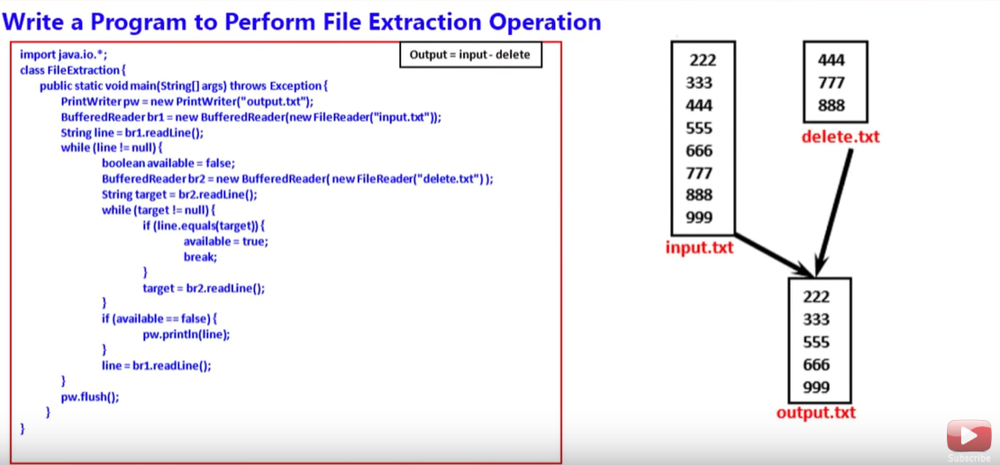 Write a Program to Perform File Extraction Operation
Output = input - delete
import java.io.*;
class FileExtraction {
public static void main(String[] args) throws Exception {
PrintWriter pw = new PrintWriter("output.txt");
BufferedReader br1 = new BufferedReader(new FileReader("input.txt"));
String line = br1.readLine();
while (line != null) {
boolean available = false;
BufferedReader br2 = new BufferedReader( new FileReader("delete.txt") );
String target = br2.readLine();
while (target != null) {
if (line.equals(target)) {
available = true;
break;
}
target = br2.readLine();
}
if (available == false) {
pw.println(line);
}
line = br1.readLine();
}
pw.flush();
}
}
222
333
444
555
666
777
888
999
input.txt
444
777
888
delete.txt
222
333
555
666
999
output.txt
Subscribe